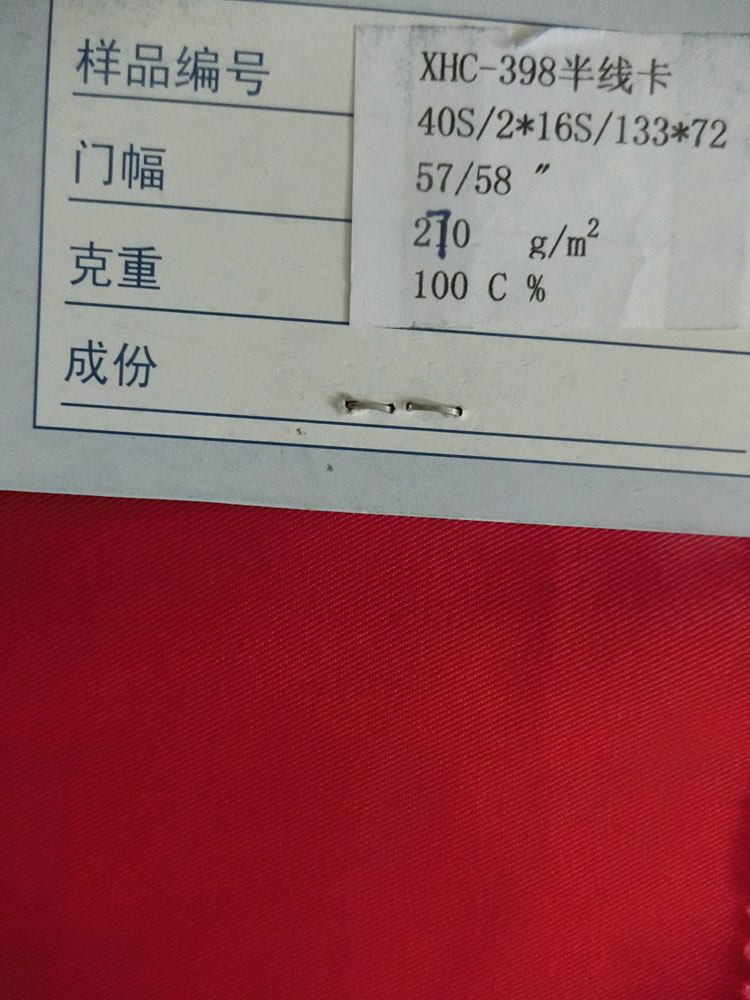 样品编号
门幅
克重
成份
XHC-398半线卡
40S/2*16S/133*72
57/58 ″
270 g/m²
100 C %